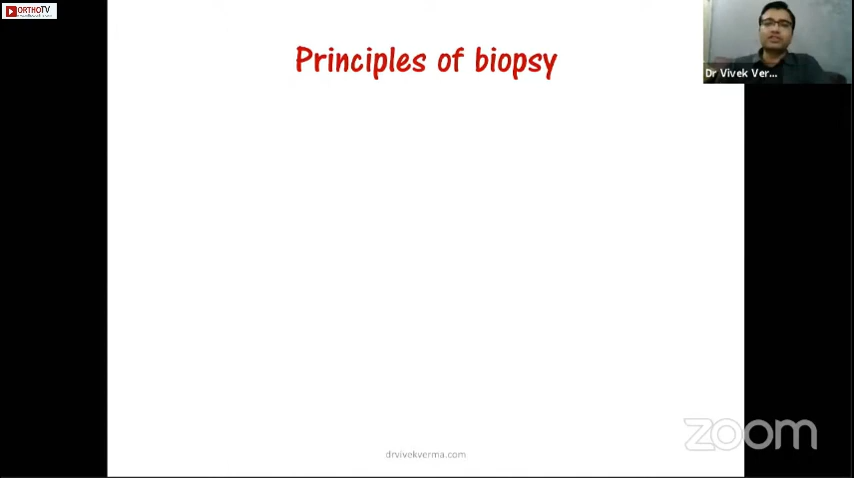 ORTHOTV
Principles of biopsy
Dr Vivek Ver...
drvivekverma.com
zoom